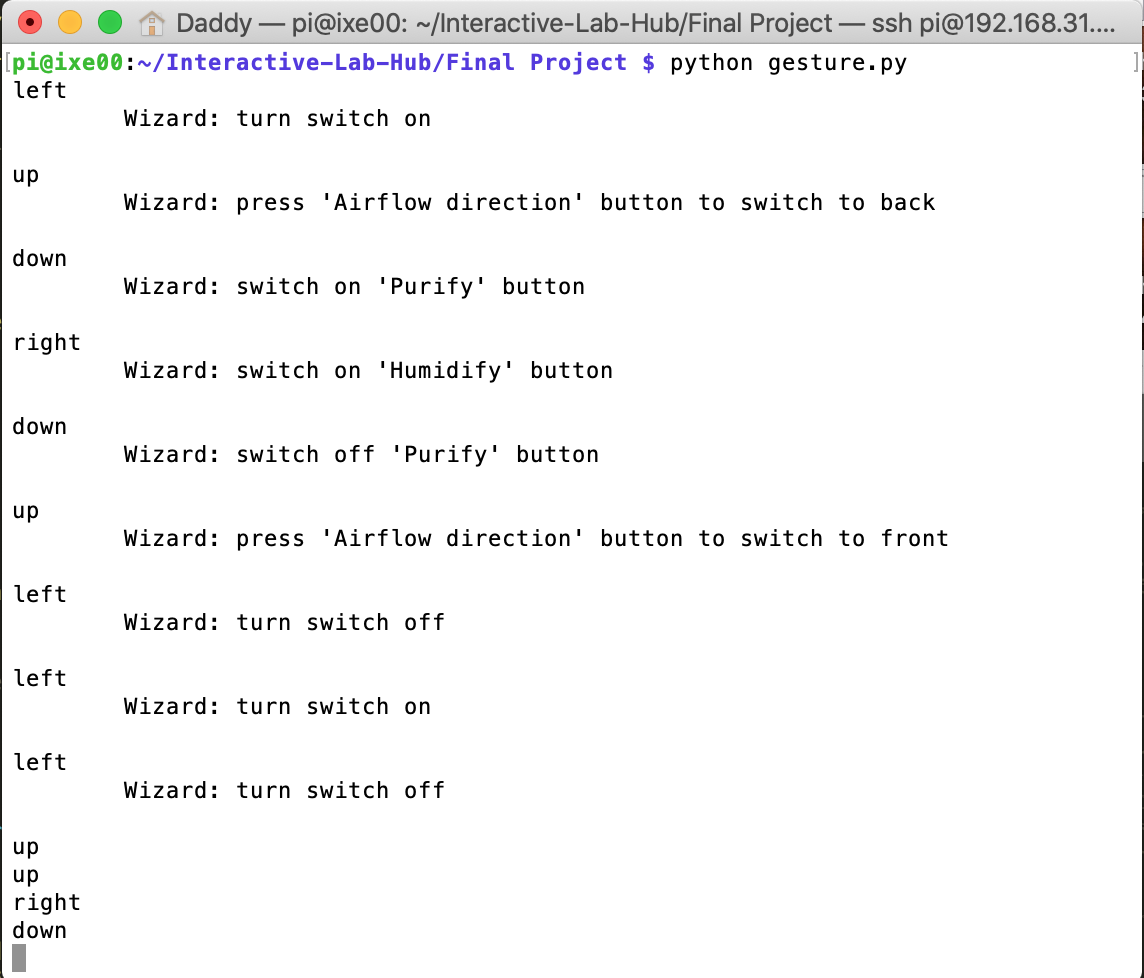 Daddy — pi@ixe00: ~/Interactive-Lab-Hub/Final Project — ssh pi@192.168.31....
[pi@ixe00:~/Interactive-Lab-Hub/Final Project $ python gesture.py ]
left
Wizard: turn switch on
up
Wizard: press 'Airflow direction' button to switch to back
down
Wizard: switch on 'Purify' button
right
Wizard: switch on 'Humidify' button
down
Wizard: switch off 'Purify' button
up
Wizard: press 'Airflow direction' button to switch to front
left
Wizard: turn switch off
left
Wizard: turn switch on
left
Wizard: turn switch off
up
up
right
down